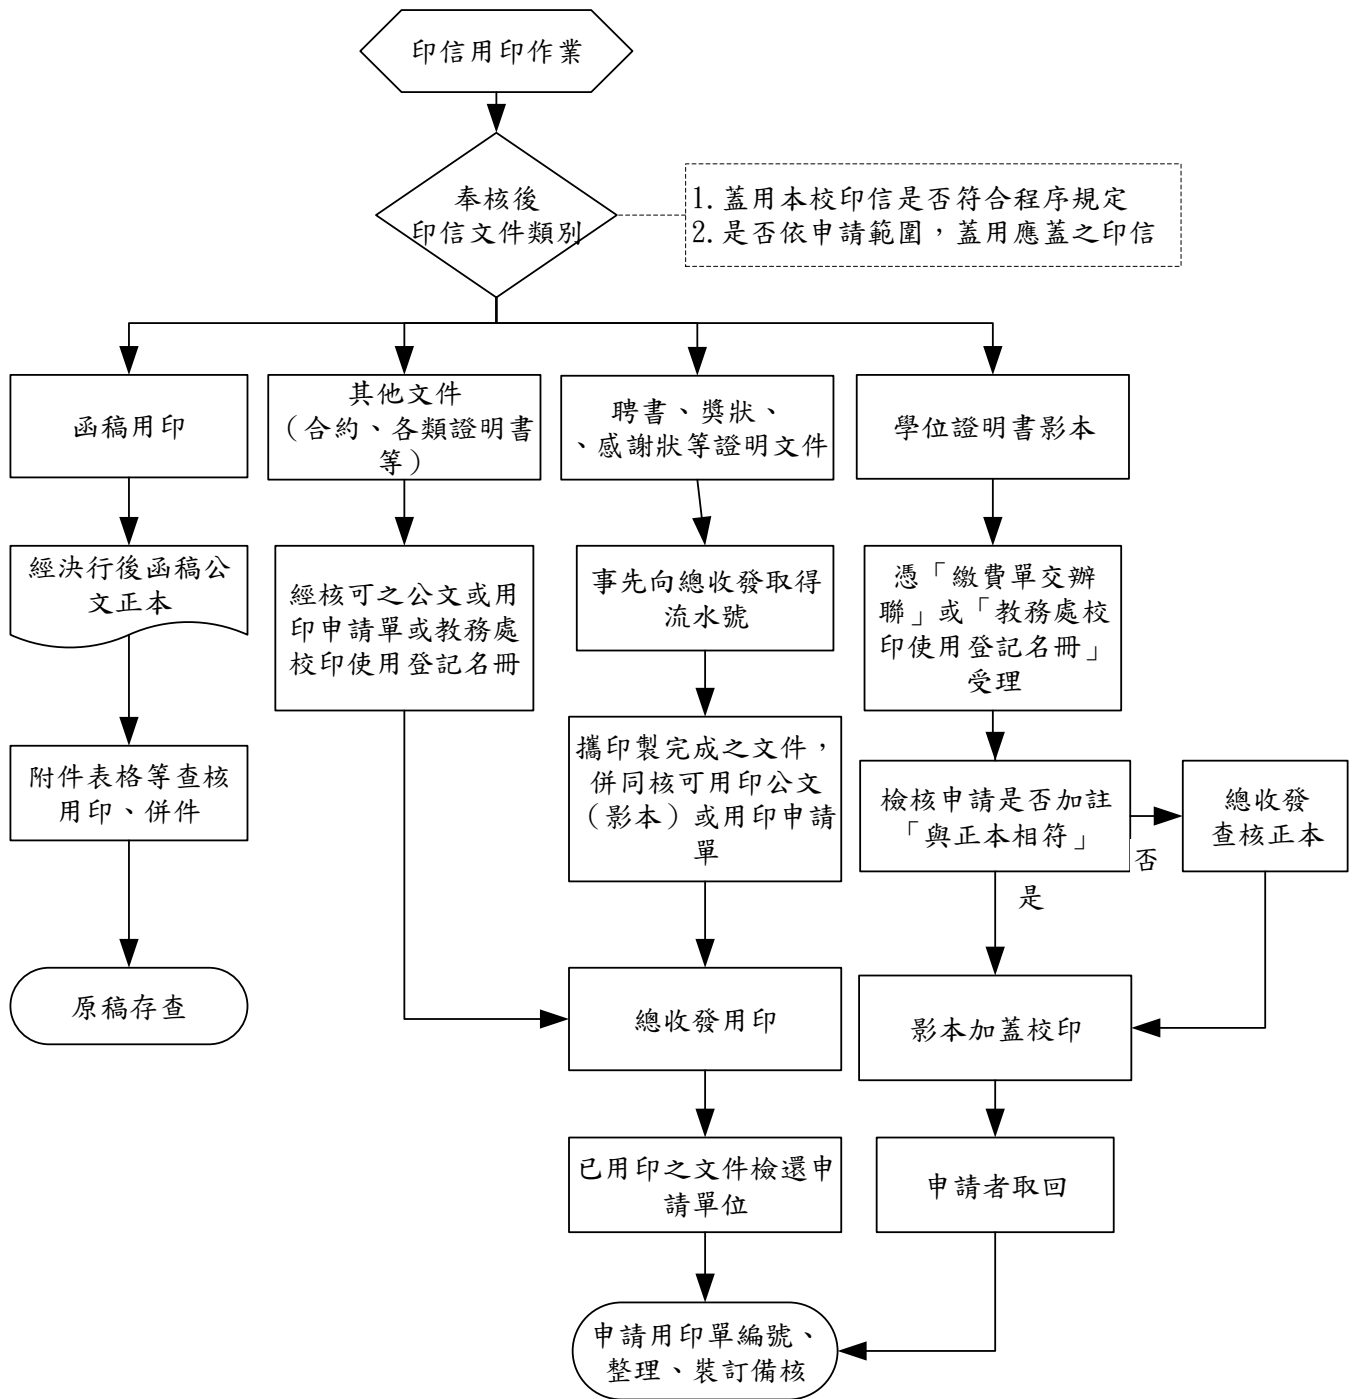 印信用印作業
奉核後
印信文件類別
1. 蓋用本校印信是否符合程序規定
2. 是否依申請範圍，蓋用應蓋之印信
函稿用印
其他文件
（合約、各類證明書
等）
聘書、獎狀、
、感謝狀等證明文件
學位證明書影本
經決行後函稿公
文正本
經核可之公文或用
印申請單或教務處
校印使用登記名冊
事先向總收發取得
流水號
憑「繳費單交辦
聯」或「教務處校
印使用登記名冊」
受理
附件表格等查核
用印、併件
攜印製完成之文件，
併同核可用印公文
（影本）或用印申請
單
檢核申請是否加註
「與正本相符」
否
總收發
查核正本
是
原稿存查
總收發用印
影本加蓋校印
已用印之文件檢還申
請單位
申請者取回
申請用印單編號、
整理、裝訂備核